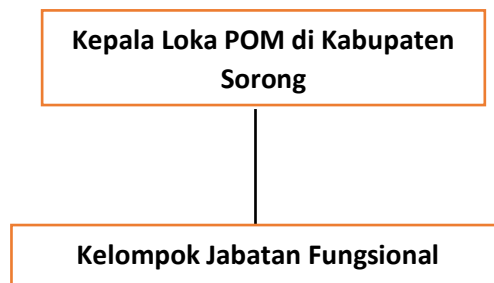 Kepala Loka POM di Kabupaten
Sorong
Kelompok Jabatan Fungsional